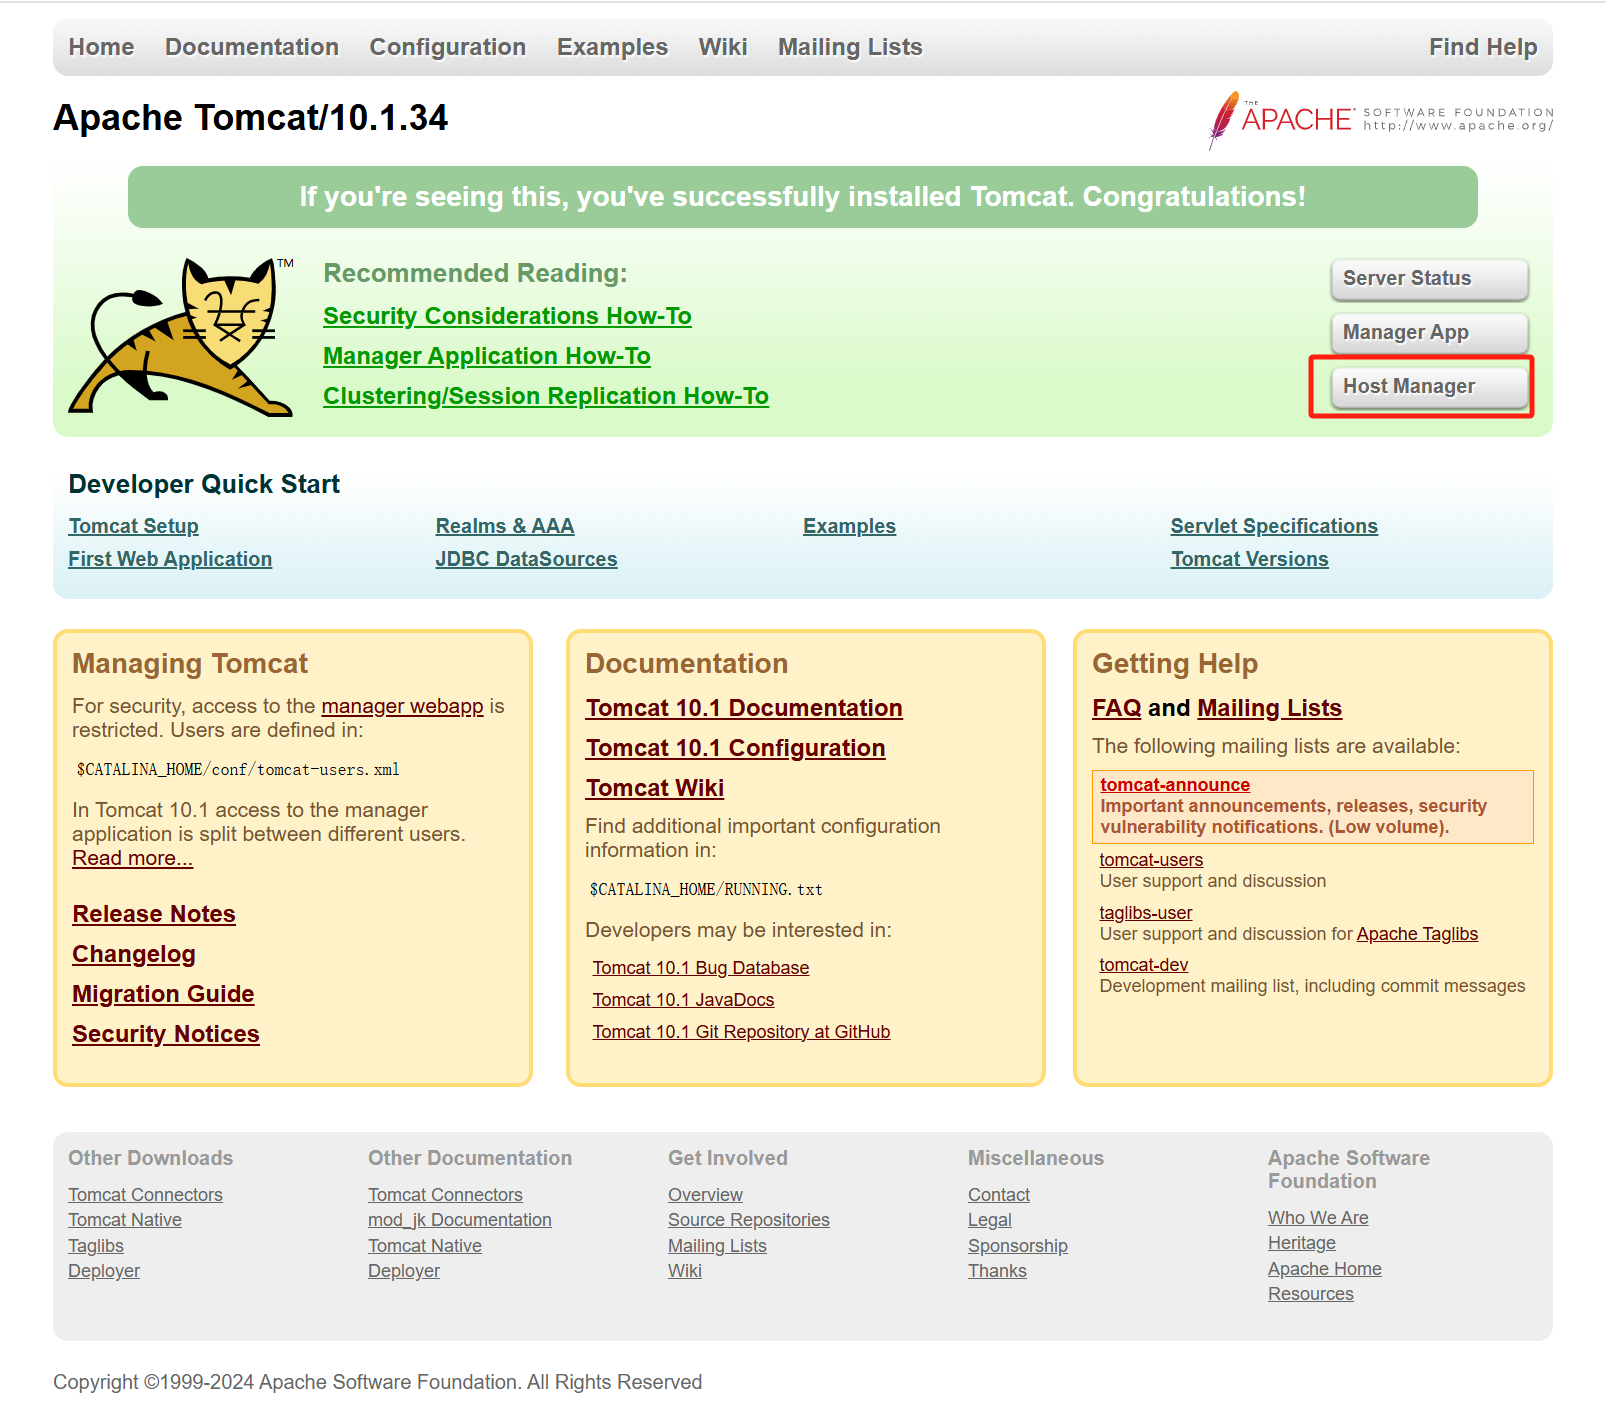 Home Documentation Configuration Examples Wiki Mailing Lists Find Help
Apache Tomcat/10.1.34
THE
APACHE® SOFTWARE FOUNDATION
http://www.apache.org/
If you're seeing this, you've successfully installed Tomcat. Congratulations!
TM
Recommended Reading:
Security Considerations How-To
Manager Application How-To
Clustering/Session Replication How-To
Server Status
Manager App
Host Manager
Developer Quick Start
Tomcat Setup
First Web Application
Realms & AAA
JDBC DataSources
Examples
Servlet Specifications
Tomcat Versions
Managing Tomcat
For security, access to the manager webapp is
restricted. Users are defined in:
$CATALINA_HOME/conf/tomcat-users.xml
In Tomcat 10.1 access to the manager
application is split between different users.
Read more...
Release Notes
Changelog
Migration Guide
Security Notices
Documentation
Tomcat 10.1 Documentation
Tomcat 10.1 Configuration
Tomcat Wiki
Find additional important configuration
information in:
$CATALINA_HOME/RUNNING.txt
Developers may be interested in:
Tomcat 10.1 Bug Database
Tomcat 10.1 JavaDocs
Tomcat 10.1 Git Repository at GitHub
Getting Help
FAQ and Mailing Lists
The following mailing lists are available:
tomcat-announce
Important announcements, releases, security
vulnerability notifications. (Low volume).
tomcat-users
User support and discussion
taglibs-user
User support and discussion for Apache Taglibs
tomcat-dev
Development mailing list, including commit messages
Other Downloads
Tomcat Connectors
Tomcat Native
Taglibs
Deployer
Other Documentation
Tomcat Connectors
mod_jk Documentation
Tomcat Native
Deployer
Get Involved
Overview
Source Repositories
Mailing Lists
Wiki
Miscellaneous
Contact
Legal
Sponsorship
Thanks
Apache Software
Foundation
Who We Are
Heritage
Apache Home
Resources
Copyright ©1999-2024 Apache Software Foundation. All Rights Reserved